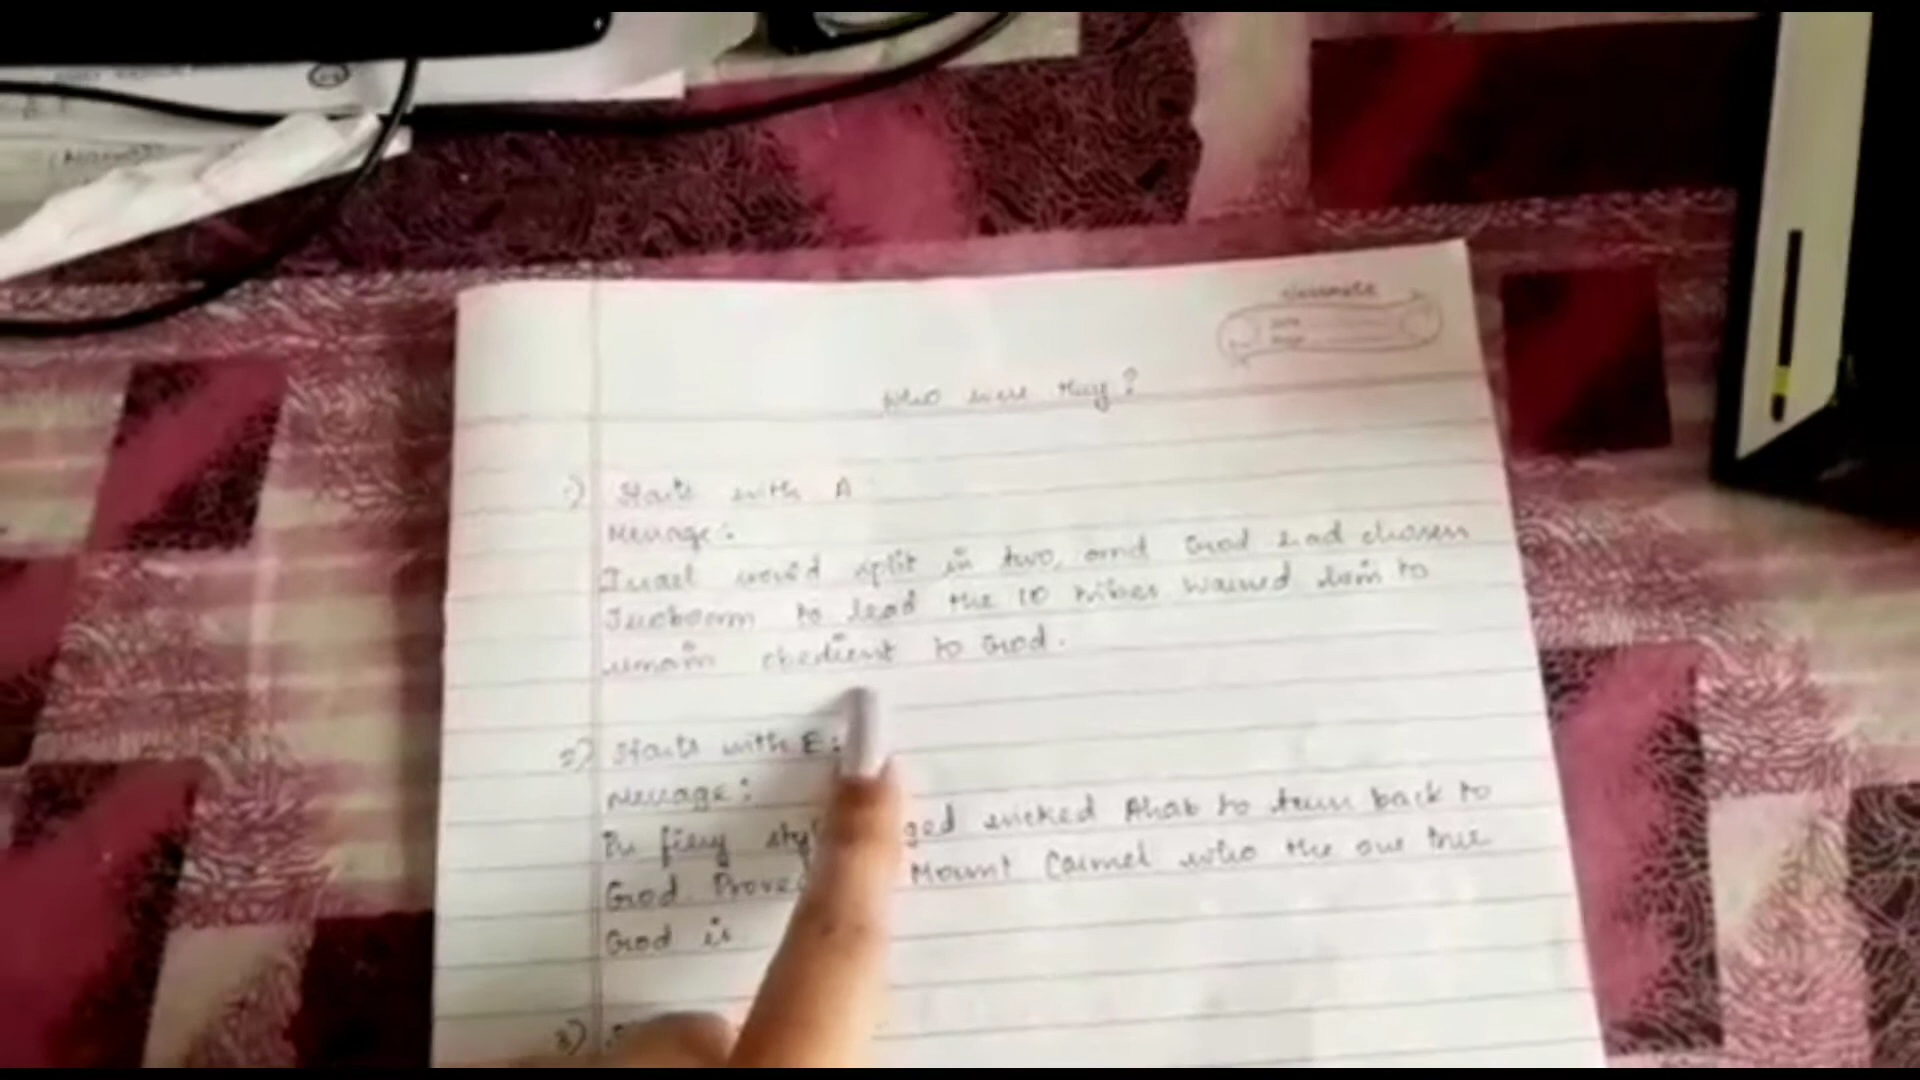 classmate
Who were they?
1) Starts with A
Message:
Israel would split in two, and God had chosen
Jeroboam to lead the 10 tribes warned him to
remain obedient to God.
2) Starts with E:
Message:
In fiery wicked Ahab to turn back to
God. Mount Carmel who the one true
God is
3)